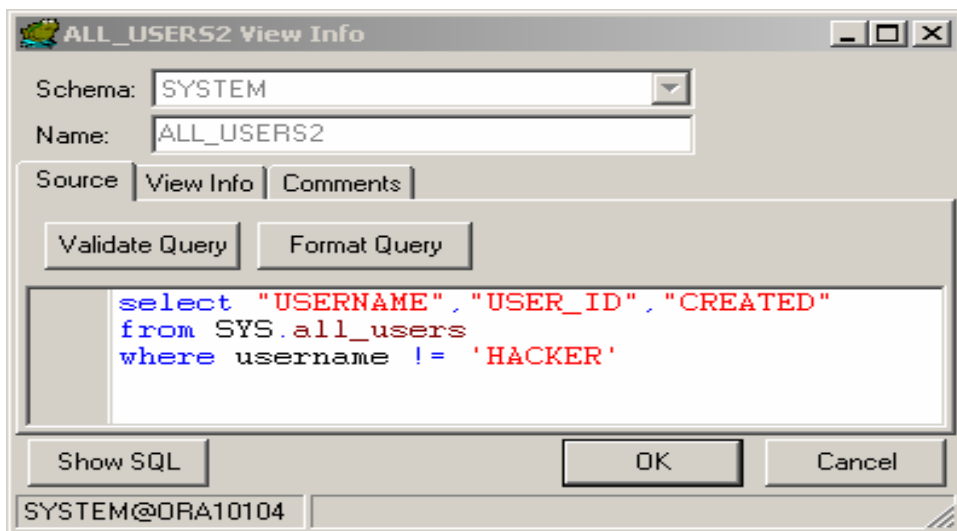 ALL_USERS2 View Info
Schema: SYSTEM
Name: ALL_USERS2
Source View Info Comments
Validate Query Format Query
select "USERNAME","USER_ID","CREATED"
from SYS.all_users
where username != 'HACKER'
Show SQL OK Cancel
SYSTEM@ORA10104